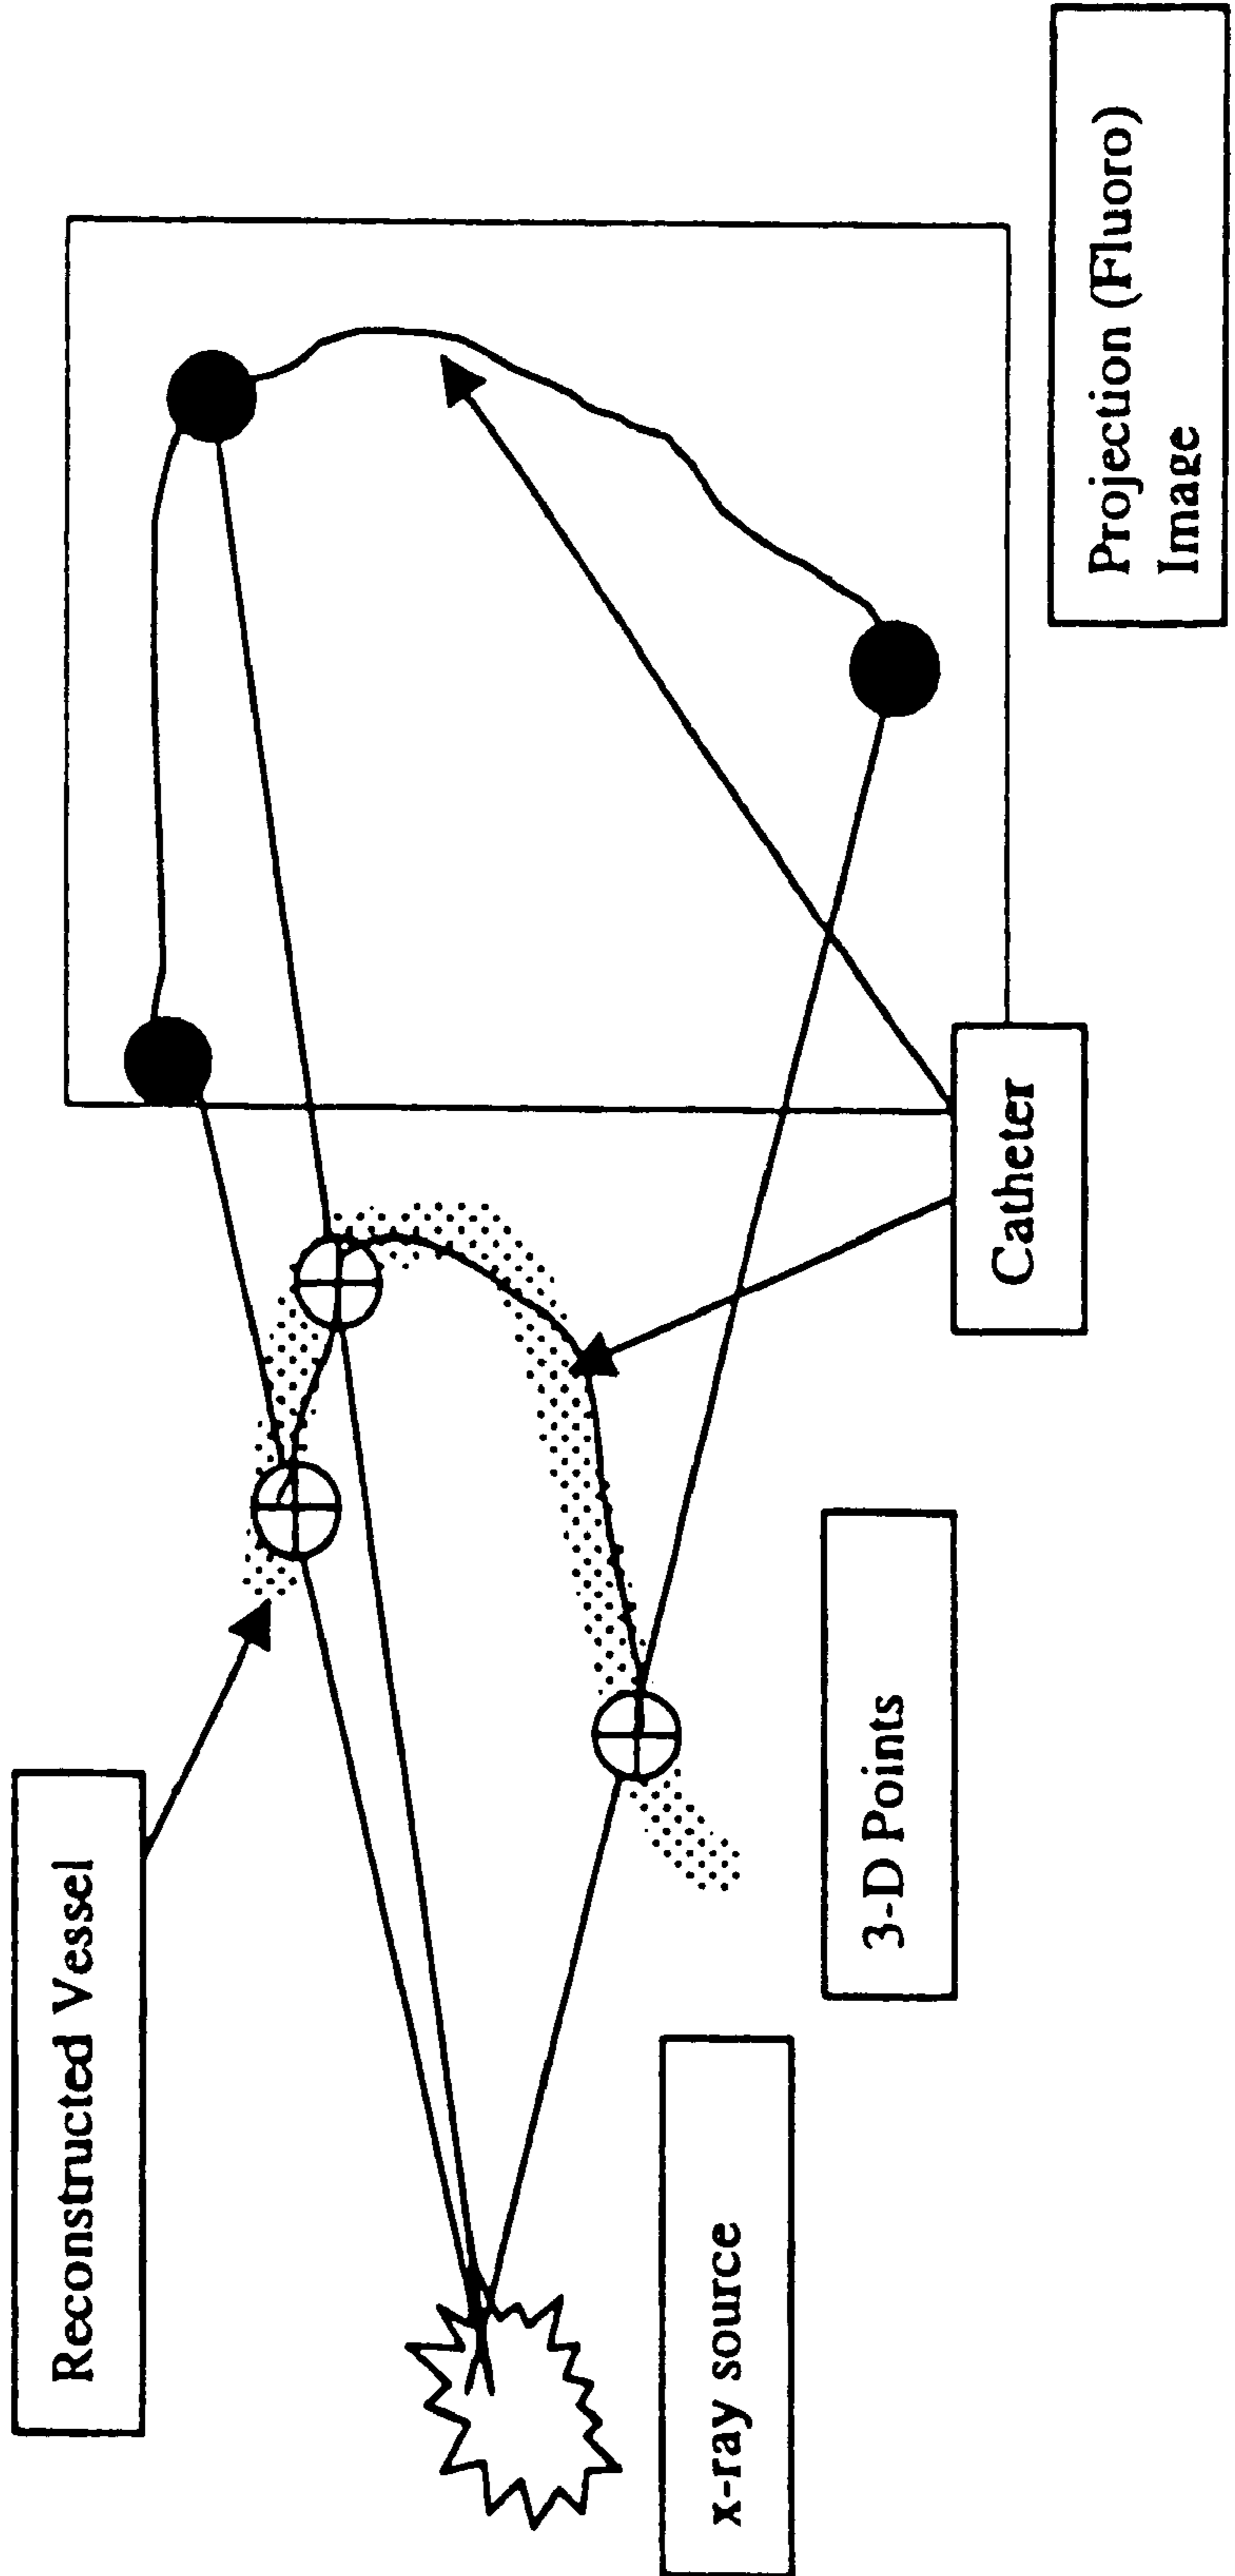 Reconstructed Vessel
x-ray source
3-D Points
Catheter
Projection (Fluoro)
Image